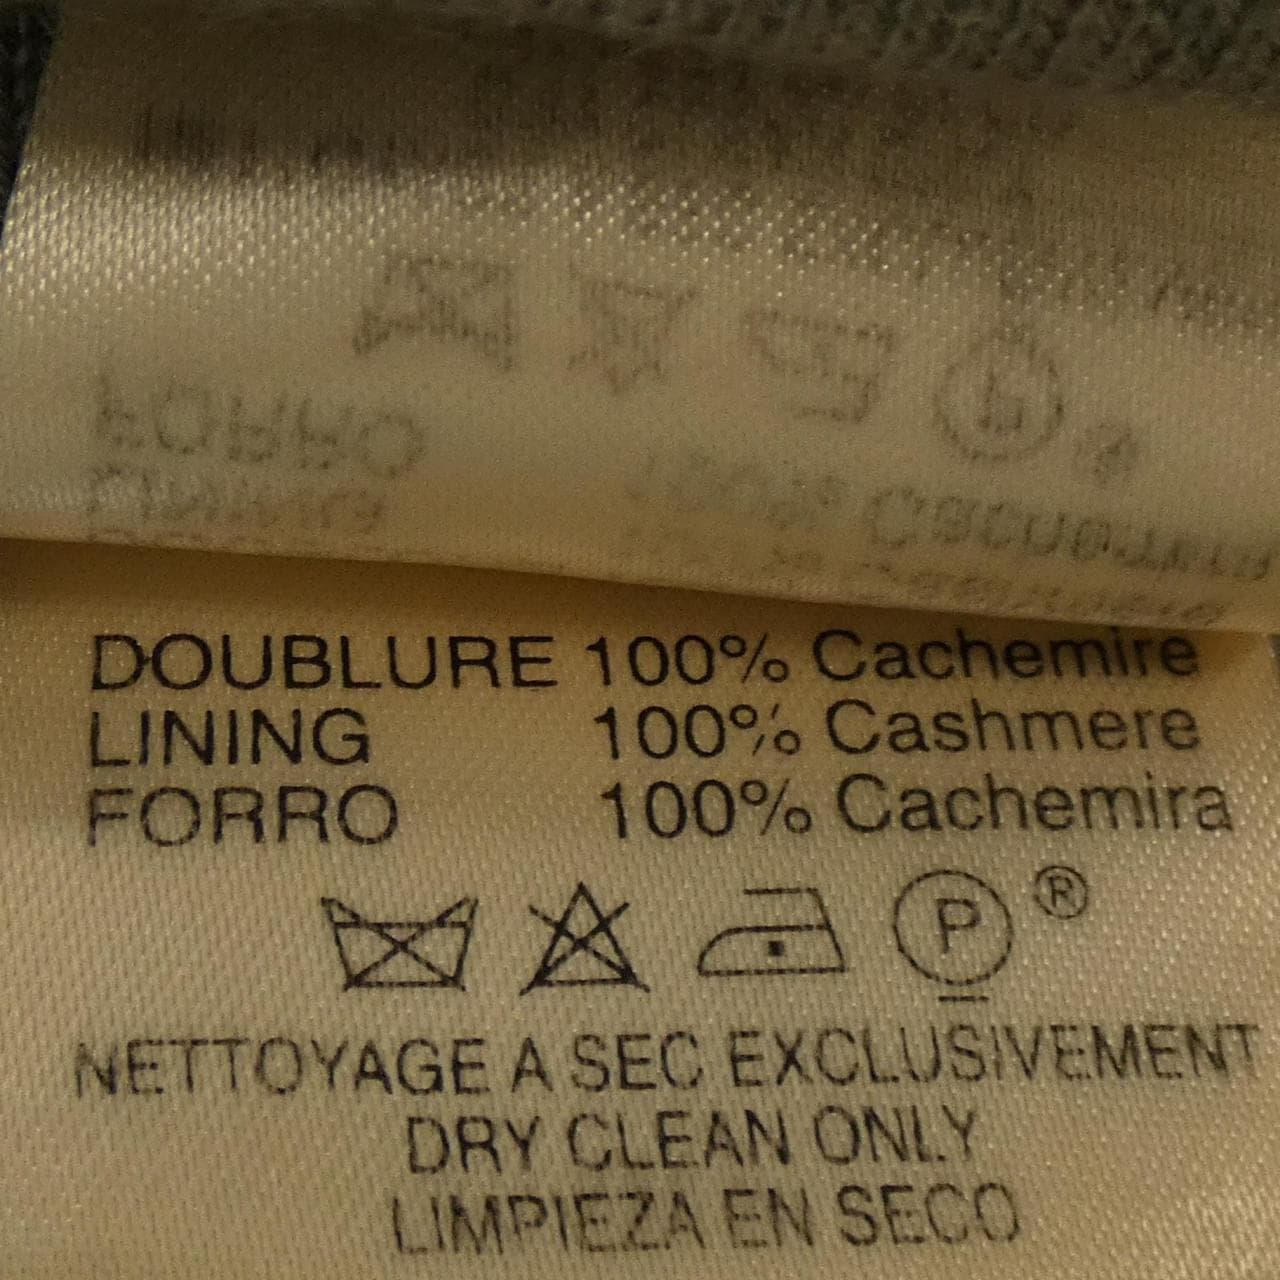 DOUBLURE 100% Cachemire
LINING 100% Cashmere
FORRO 100% Cachemira
P ®
NETTOYAGE A SEC EXCLUSIVEMENT
DRY CLEAN ONLY
LIMPIEZA EN SECO